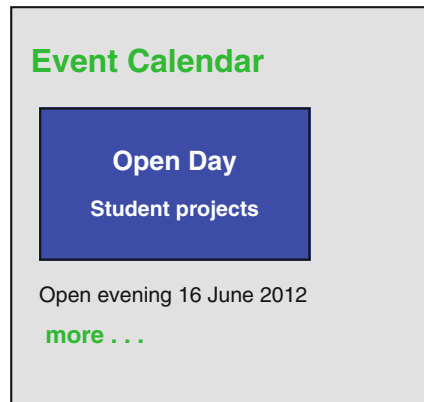 Event Calendar
Open Day
Student projects
Open evening 16 June 2012
more . . .